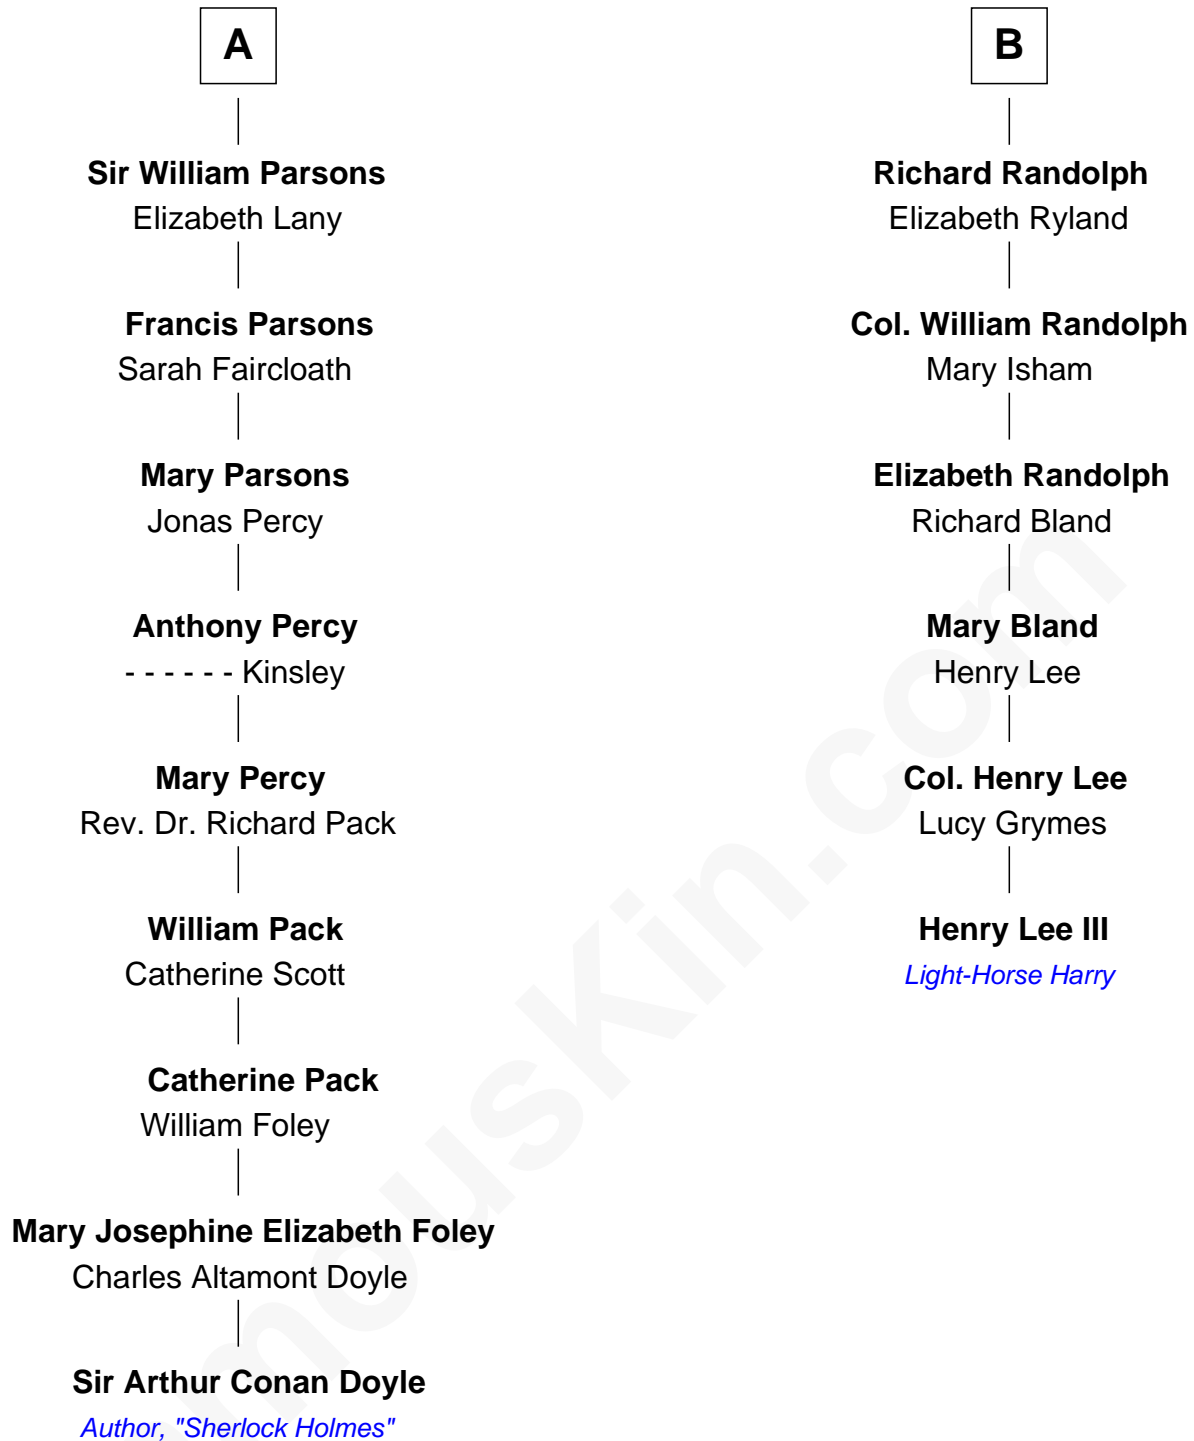 A
Sir William Parsons
Elizabeth Lany
Francis Parsons
Sarah Faircloath
Mary Parsons
Jonas Percy
Anthony Percy
- - - - - - Kinsley
Mary Percy
Rev. Dr. Richard Pack
William Pack
Catherine Scott
Catherine Pack
William Foley
Mary Josephine Elizabeth Foley
Charles Altamont Doyle
Sir Arthur Conan Doyle
Author, "Sherlock Holmes"
B
Richard Randolph
Elizabeth Ryland
Col. William Randolph
Mary Isham
Elizabeth Randolph
Richard Bland
Mary Bland
Henry Lee
Col. Henry Lee
Lucy Grymes
Henry Lee III
Light-Horse Harry
mouskin.com